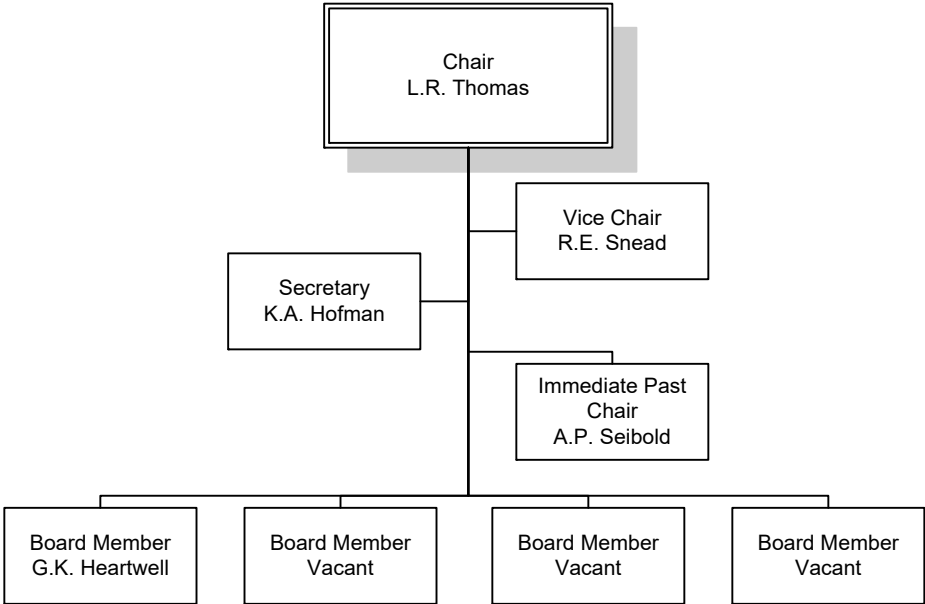 Chair
L.R. Thomas
Vice Chair
R.E. Snead
Secretary
K.A. Hofman
Immediate Past
Chair
A.P. Seibold
Board Member
G.K. Heartwell
Board Member
Vacant
Board Member
Vacant
Board Member
Vacant